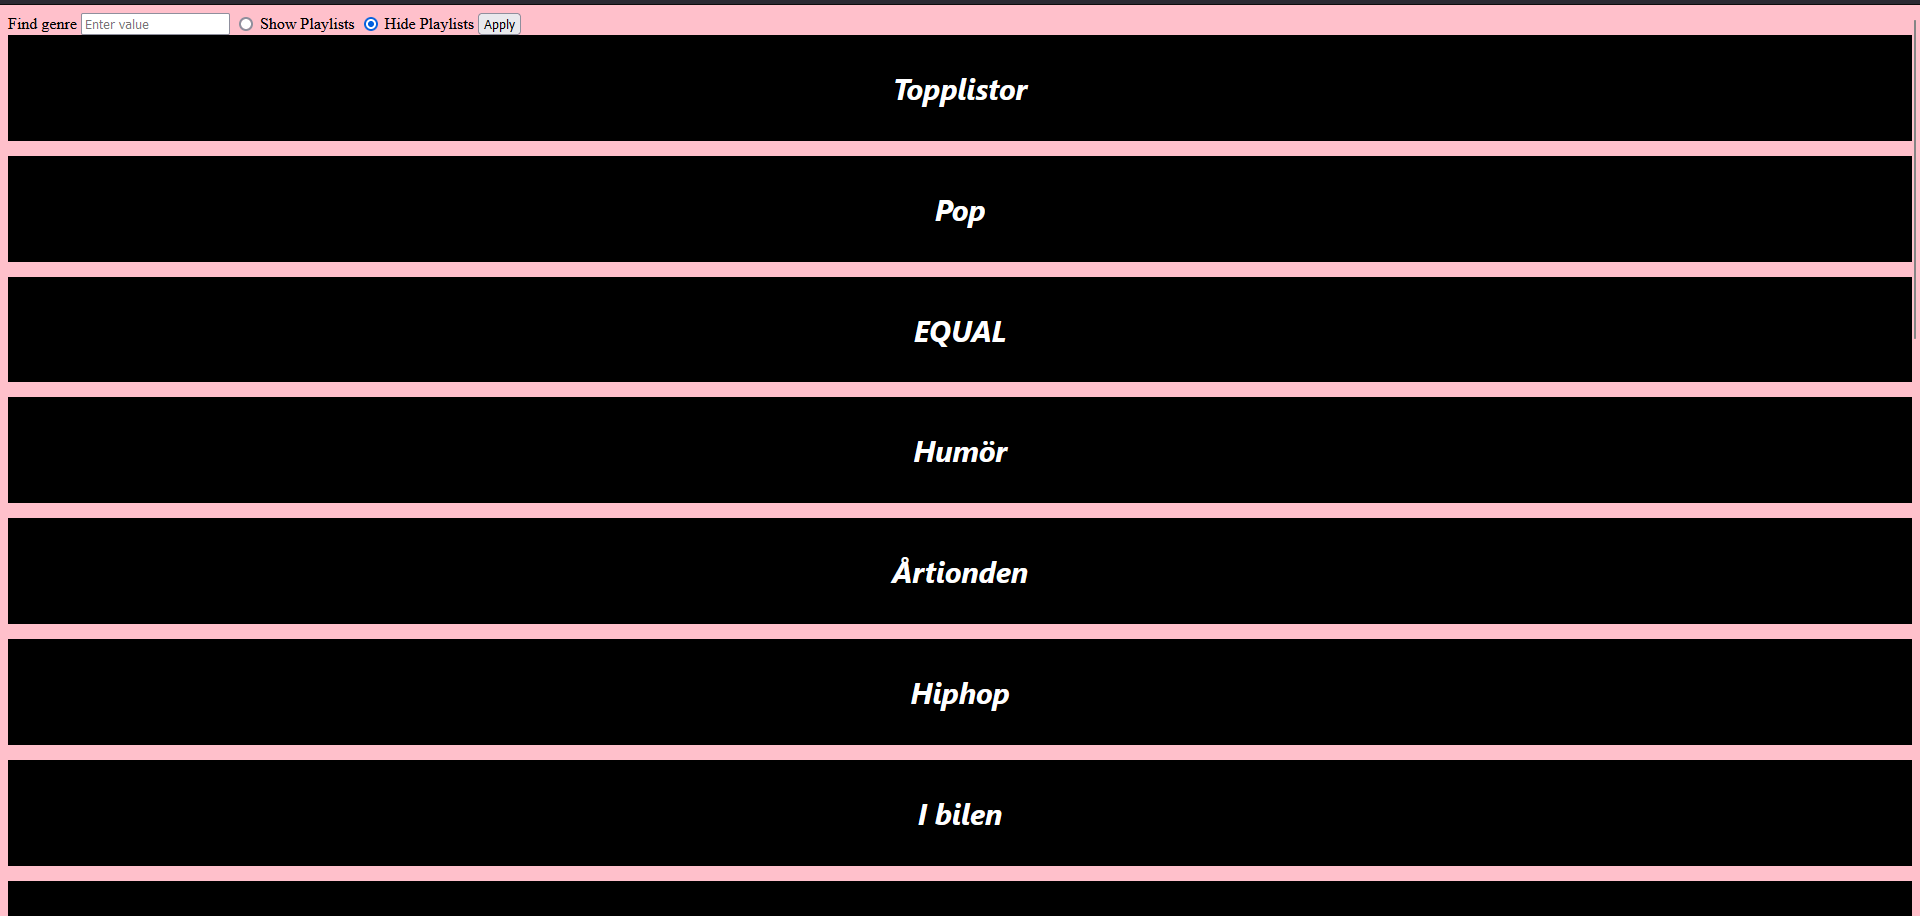 Find genre Enter value Show Playlists Hide Playlists Apply
Topplistor
Pop
EQUAL
Humör
Årtionden
Hiphop
I bilen